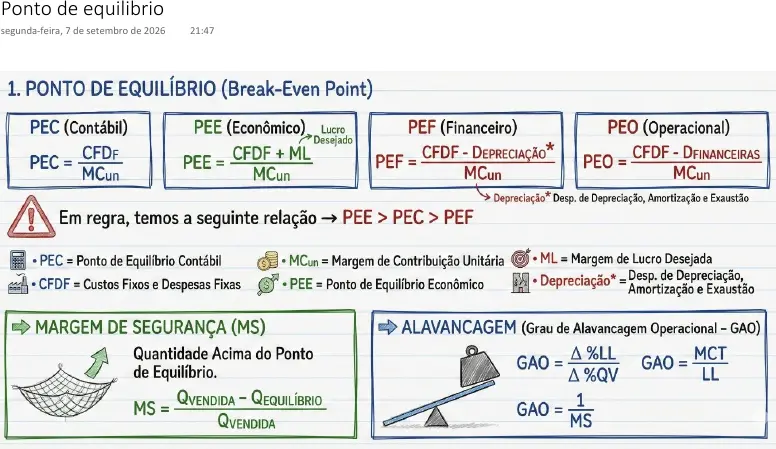 Ponto de equilibrio
segunda-feira, 7 de setembro de 2026 21:47
1. PONTO DE EQUILÍBRIO (Break-Even Point)
PEC (Contábil)
PEC = CFDF / MCun
PEE (Econômico)
Lucro Desejado
PEE = CFDF + ML / MCun
PEF (Financeiro)
PEF = CFDF - DEPRECIAÇÃO* / MCun
Depreciação* Desp. de Depreciação, Amortização e Exaustão
PEO (Operacional)
PEO = CFDF - DFINANCEIRAS / MCun
Em regra, temos a seguinte relação → PEE > PEC > PEF
• PEC = Ponto de Equilíbrio Contábil
• MCun = Margem de Contribuição Unitária
• ML = Margem de Lucro Desejada
• CFDF = Custos Fixos e Despesas Fixas
• PEE = Ponto de Equilíbrio Econômico
• Depreciação* = Desp. de Depreciação, Amortização e Exaustão
MARGEM DE SEGURANÇA (MS)
Quantidade Acima do Ponto
de Equilíbrio.
MS = QVENDIDA - QEQUILÍBRIO / QVENDIDA
ALAVANCAGEM (Grau de Alavancagem Operacional - GAO)
GAO = Δ %LL / Δ %QV
GAO = MCT / LL
GAO = 1 / MS